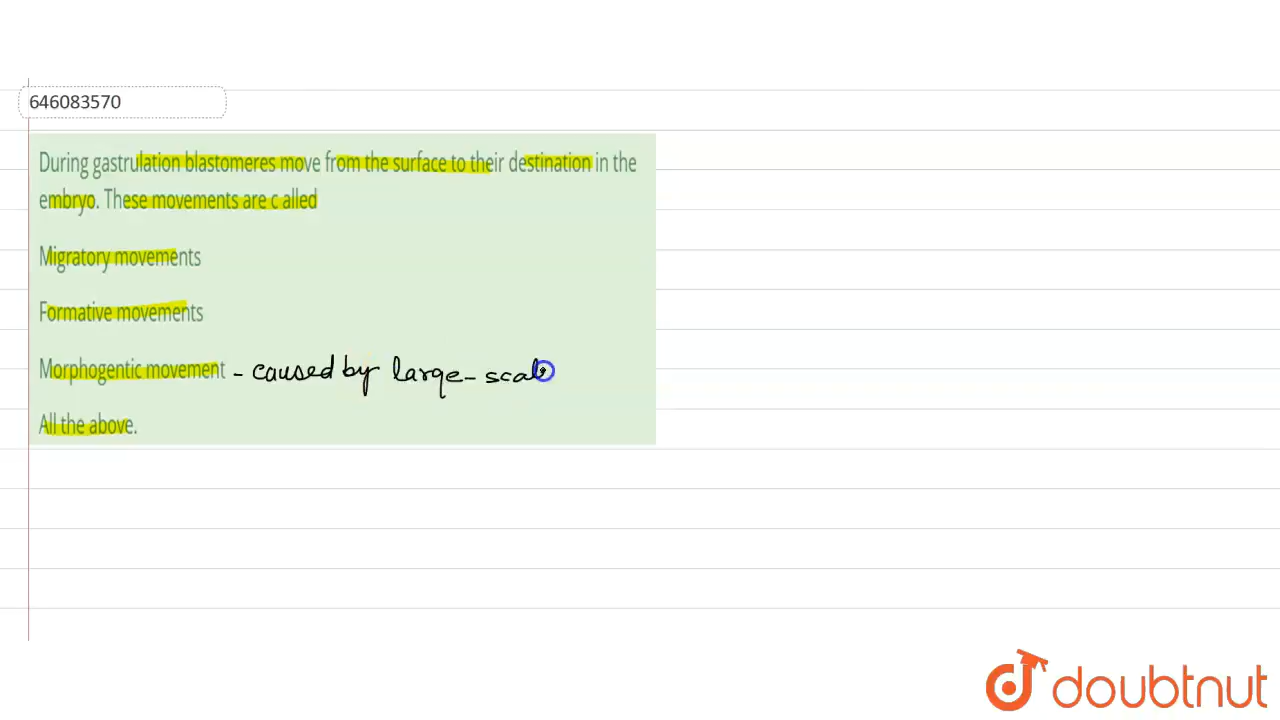 646083570
During gastrulation blastomeres move from the surface to their destination in the
embryo. These movements are c alled
Migratory movements
Formative movements
Morphogentic movement - caused by large-scal
All the above.
doubtnut